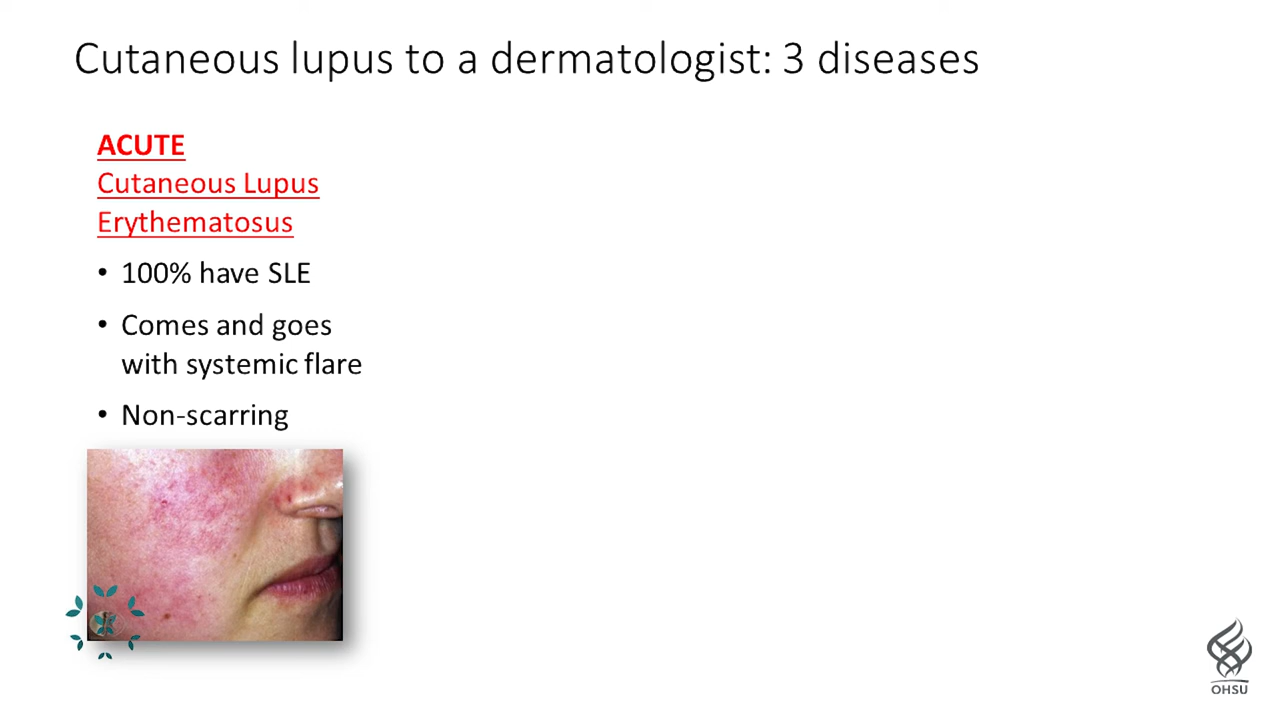 Cutaneous lupus to a dermatologist: 3 diseases
ACUTE
Cutaneous Lupus
Erythematosus
• 100% have SLE
• Comes and goes
with systemic flare
• Non-scarring
OHSU